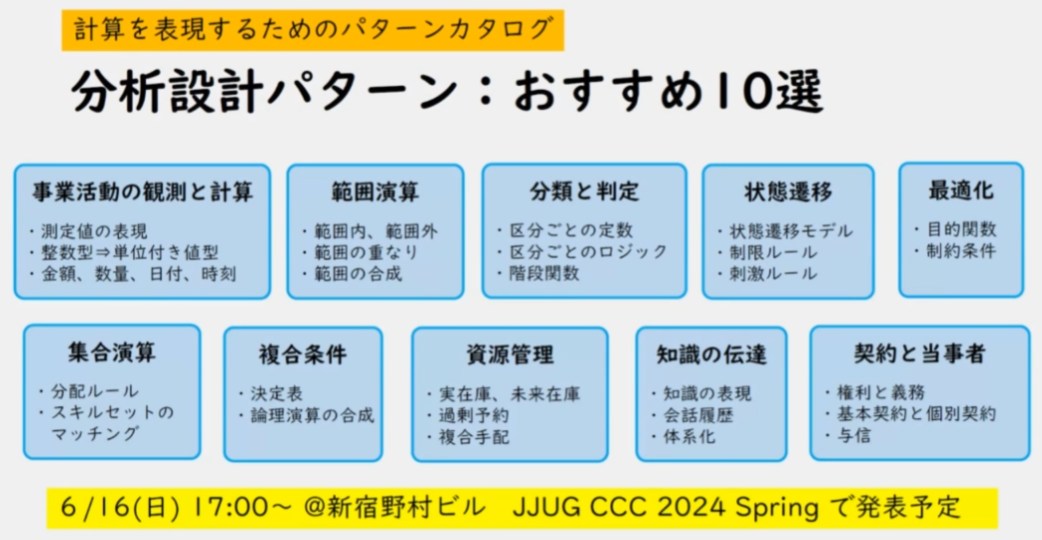 計算を表現するためのパターンカタログ
分析設計パターン：おすすめ10選
事業活動の観測と計算
・測定値の表現
・整数型⇒単位付き値型
・金額、数量、日付、時刻
範囲演算
・範囲内、範囲外
・範囲の重なり
・範囲の合成
分類と判定
・区分ごとの定数
・区分ごとのロジック
・階段関数
状態遷移
・状態遷移モデル
・制限ルール
・刺激ルール
最適化
・目的関数
・制約条件
集合演算
・分配ルール
・スキルセットの
マッチング
複合条件
・決定表
・論理演算の合成
資源管理
・実在庫、未来在庫
・過剰予約
・複合手配
知識の伝達
・知識の表現
・会話履歴
・体系化
契約と当事者
・権利と義務
・基本契約と個別契約
・与信
6/16(日) 17:00～ @新宿野村ビル　JJUG CCC 2024 Spring で発表予定